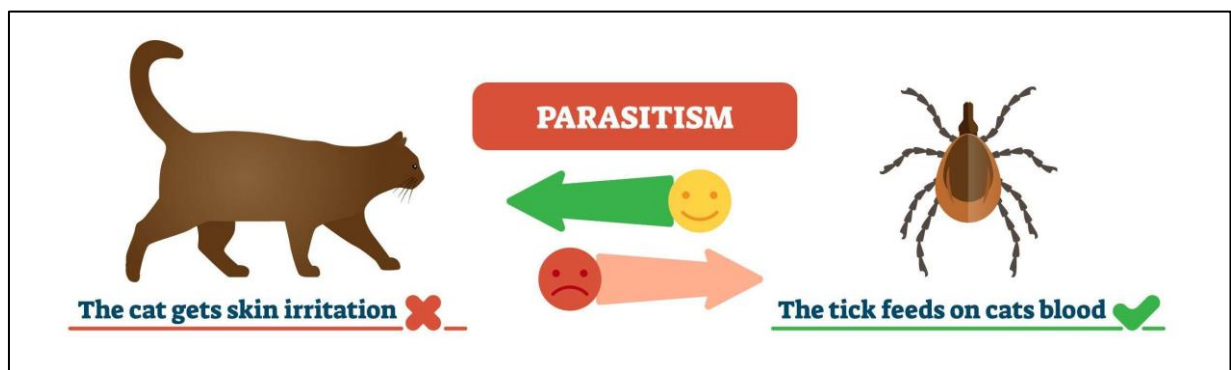 PARASITISM
The cat gets skin irritation
The tick feeds on cats blood